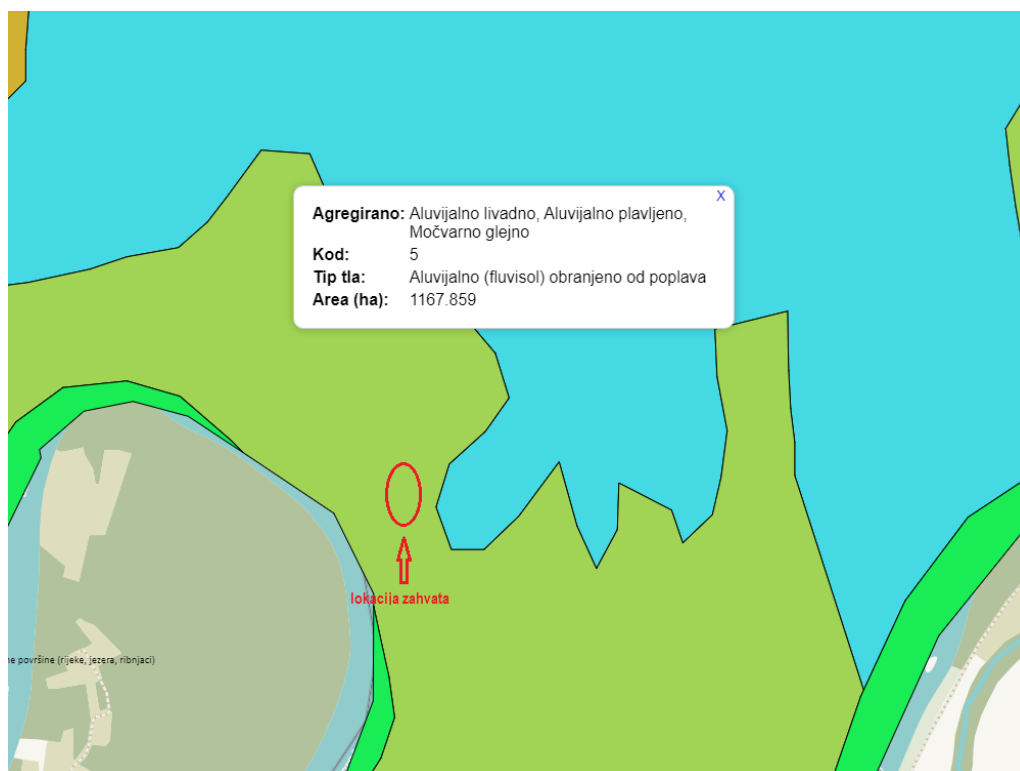 X
Agregirano: Aluvijalno livadno, Aluvijalno plavljeno,
Močvarno glejno
Kod: 5
Tip tla: Aluvijalno (fluvisol) obranjeno od poplava
Area (ha): 1167.859
lokacija zahvata
površine (rijeke, jezera, ribnjaci)